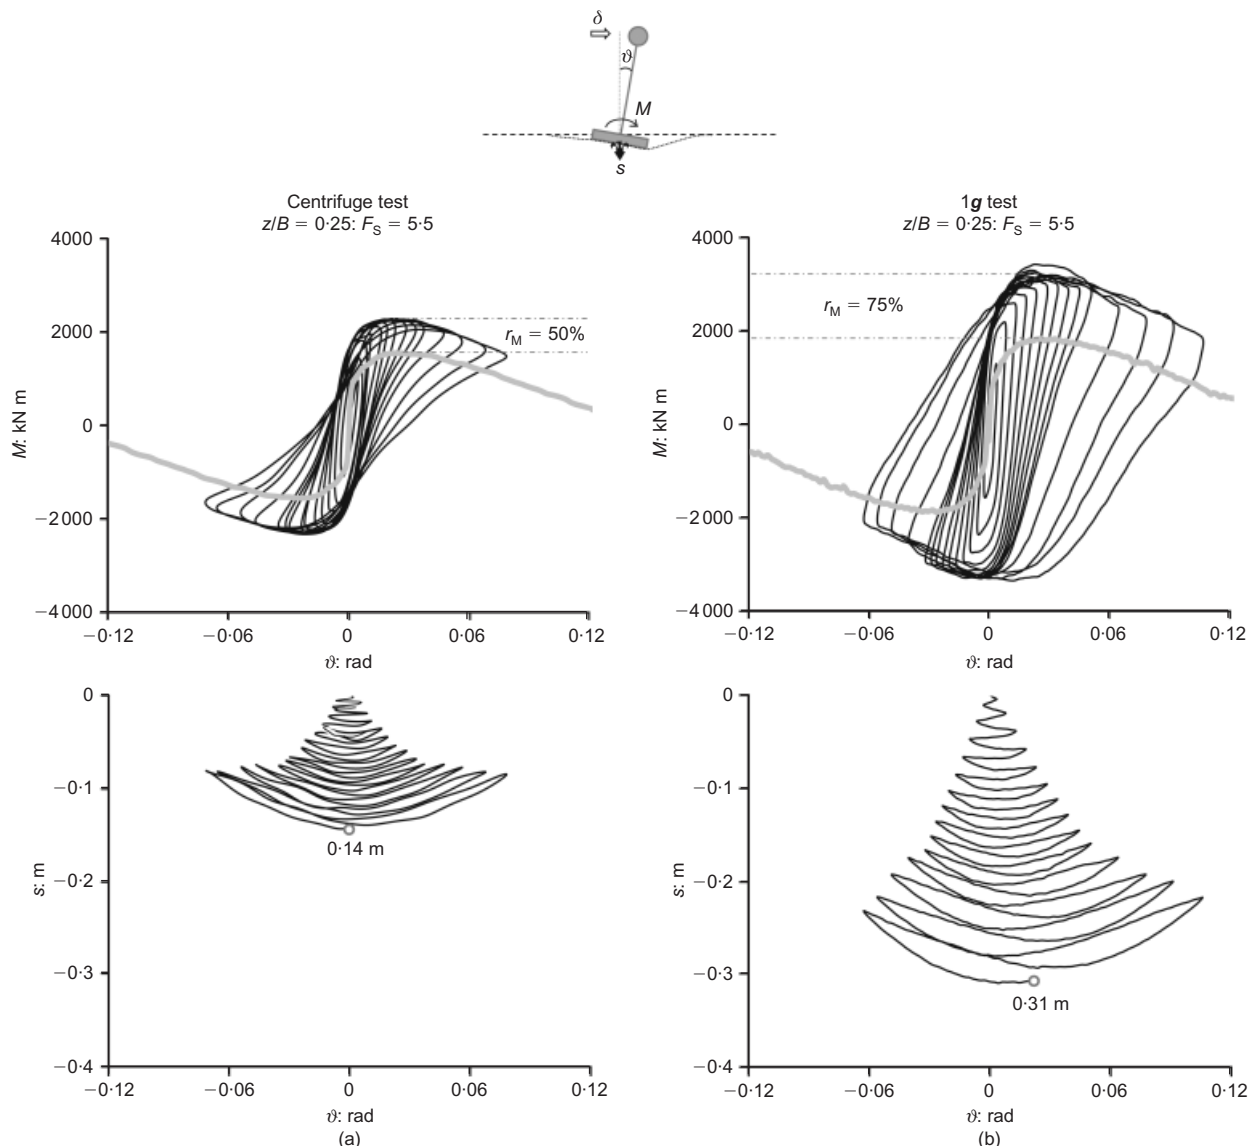 δ
ϑ
M
s
Centrifuge test
z/B = 0·25: F_S = 5·5
4000
2000
0
−2000
−4000
M: kN m
r_M = 50%
−0·12
−0·06
0
0·06
0·12
ϑ: rad
1g test
z/B = 0·25: F_S = 5·5
4000
2000
0
−2000
−4000
M: kN m
r_M = 75%
−0·12
−0·06
0
0·06
0·12
ϑ: rad
0
−0·1
−0·2
−0·3
−0·4
s: m
0·14 m
−0·12
−0·06
0
0·06
0·12
ϑ: rad
(a)
0
−0·1
−0·2
−0·3
−0·4
s: m
0·31 m
−0·12
−0·06
0
0·06
0·12
ϑ: rad
(b)